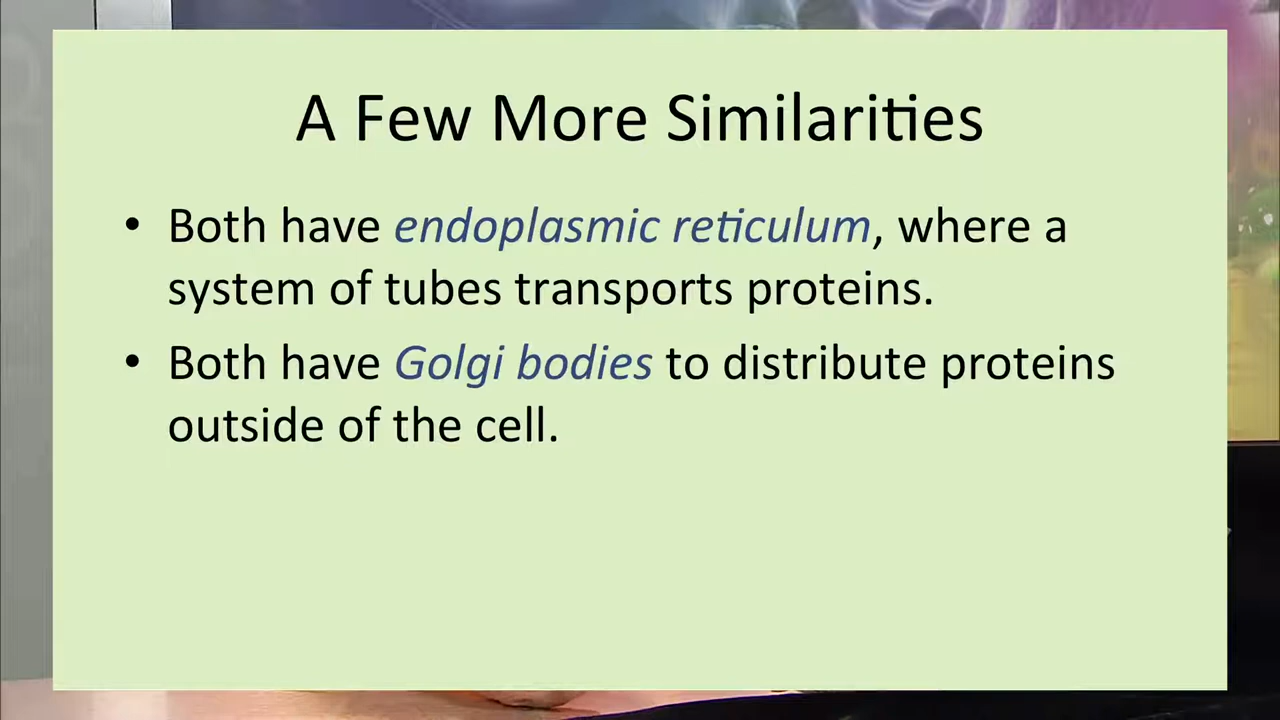 A Few More Similarities
• Both have endoplasmic reticulum, where a
system of tubes transports proteins.
• Both have Golgi bodies to distribute proteins
outside of the cell.